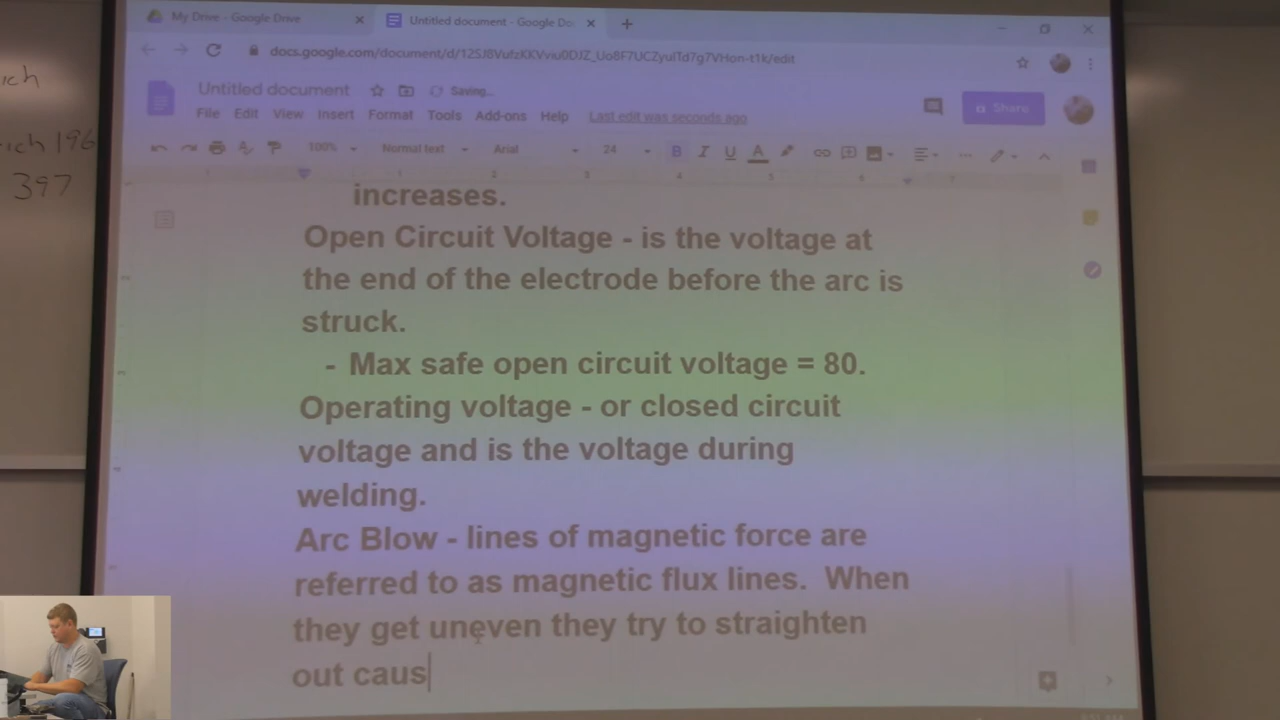 My Drive - Google Drive
Untitled document - Google Do
docs.google.com/document/d/
/edit
Untitled document
Saving...
File Edit View Insert Format Tools Add-ons Help Last edit was seconds ago
Share
100% Normal text Arial 24 B I U A
increases.
Open Circuit Voltage - is the voltage at
the end of the electrode before the arc is
struck.
- Max safe open circuit voltage = 80.
Operating voltage - or closed circuit
voltage and is the voltage during
welding.
Arc Blow - lines of magnetic force are
referred to as magnetic flux lines. When
they get uneven they try to straighten
out caus
ich
ich 196
397